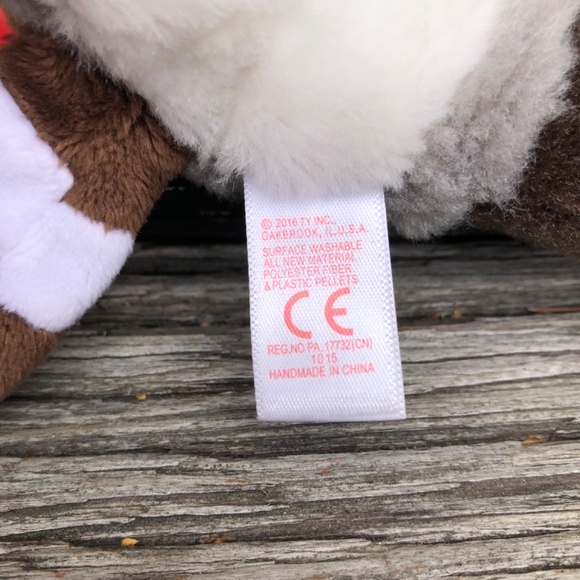 © 2016 TY INC.,
OAKBROOK, IL,U.S.A.
SURFACE WASHABLE
ALL NEW MATERIAL
POLYESTER FIBER
& PLASTIC PELLETS
CE
REG.NO PA.17732(CN)
10 15
HANDMADE IN CHINA